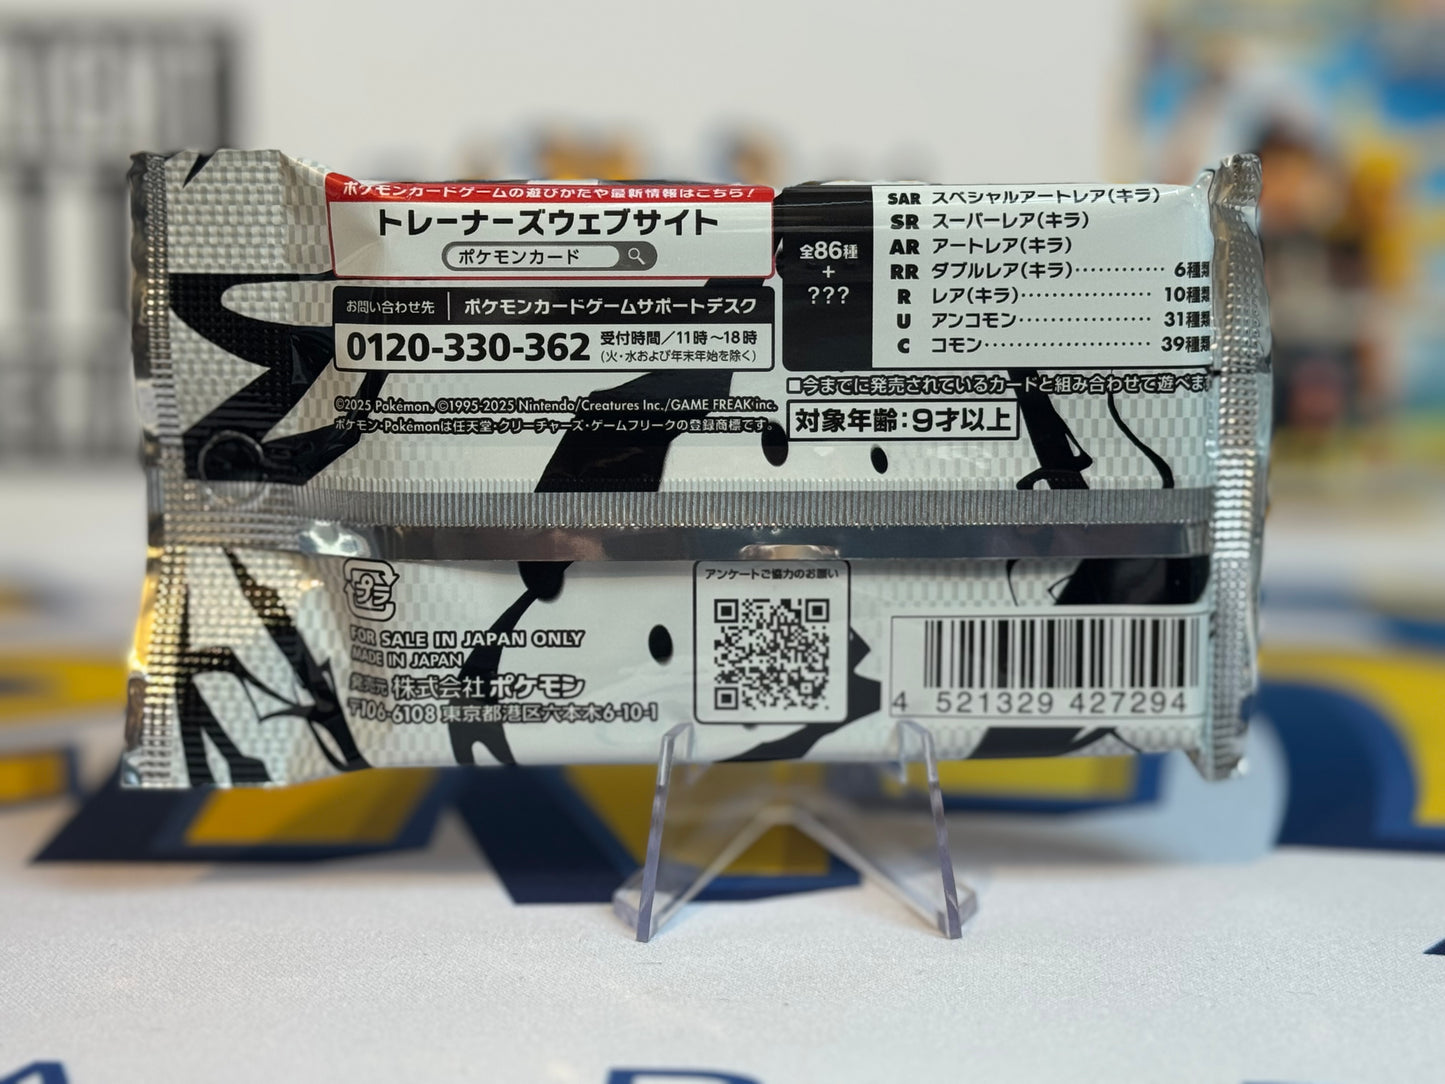 ポケモンカードゲームの遊びかたや最新情報はこちら!
トレーナーズウェブサイト
ポケモンカード
お問い合わせ先 ポケモンカードゲームサポートデスク
0120-330-362 受付時間/11時~18時
(火・水および年末年始を除く)
©2025 Pokémon. ©1995-2025 Nintendo/Creatures Inc./GAME FREAK inc.
ポケモン・Pokémonは任天堂・クリーチャーズ・ゲームフリークの登録商標です。
全86種
+
???
SAR スペシャルアートレア(キラ)
SR スーパーレア(キラ)
AR アートレア(キラ)
RR ダブルレア(キラ)············ 6種類
R レア(キラ)·················· 10種類
U アンコモン·················· 31種類
C コモン······················ 39種類
□今までに発売されているカードと組み合わせて遊べま
対象年齢:9才以上
プラ
FOR SALE IN JAPAN ONLY
MADE IN JAPAN
発売元 株式会社ポケモン
〒106-6108 東京都港区六本木6-10-1
アンケートご協力のお願い
4 521329 427294